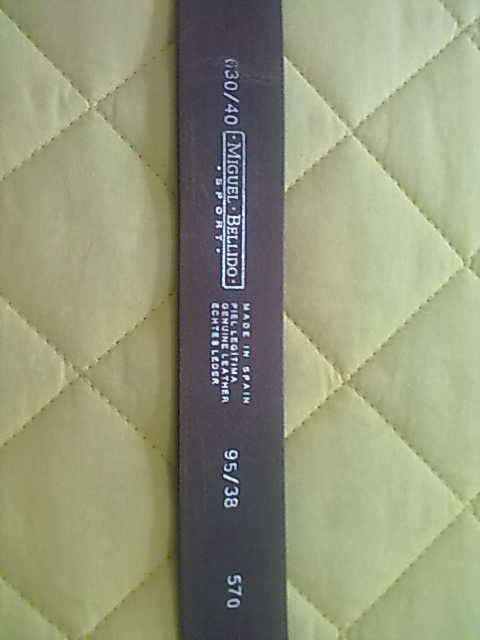 630/40
MIGUEL · BELLIDO
· SPORT ·
MADE IN SPAIN
PIEL LEGITIMA
GENUINE LEATHER
ECHTES LEDER
95/38
570